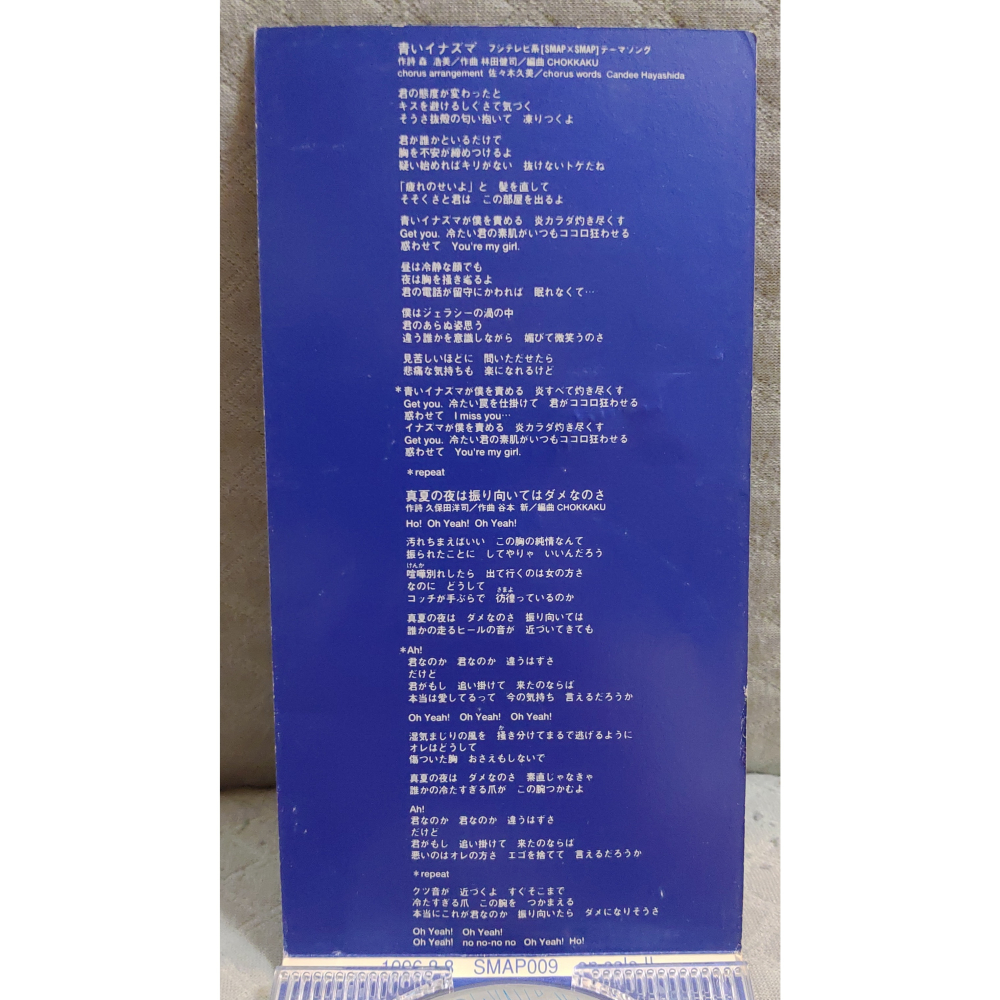 青いイナズマ フジテレビ系[SMAP×SMAP]テーマソング
作詩 森 浩美／作曲 林田健司／編曲 CHOKKAKU
chorus arrangement 佐々木久美／chorus words Candee Hayashida
君の態度が変わったと
キスを避けるしぐさで気づく
そうさ抜殻の匂い抱いて 凍りつくよ
君が誰かといるだけで
胸を不安が締めつけるよ
疑い始めればキリがない 抜けないトゲだね
「疲れのせいよ」と 髪を直して
そそくさと君は この部屋を出るよ
青いイナズマが僕を責める 炎カラダ灼き尽くす
Get you. 冷たい君の素肌がいつもココロ狂わせる
惑わせて You're my girl.
昼は冷静な顔でも
夜は胸を掻き巡るよ
君の電話が留守にかわれば 眠れなくて…
僕はジェラシーの渦の中
君のあらぬ姿思う
違う誰かを意識しながら 媚びて微笑うのさ
見苦しいほどに 問いただせたら
悲痛な気持ちも 楽になれるけど
＊青いイナズマが僕を責める 炎すべて灼き尽くす
Get you. 冷たい罠を仕掛けて 君がココロ狂わせる
惑わせて I miss you…
イナズマが僕を責める 炎カラダ灼き尽くす
Get you. 冷たい君の素肌がいつもココロ狂わせる
惑わせて You're my girl.
＊repeat
真夏の夜は振り向いてはダメなのさ
作詩 久保田洋司／作曲 谷本 新／編曲 CHOKKAKU
Ho! Oh Yeah! Oh Yeah!
汚れちまえばいい この胸の純情なんて
振られたことに してやりゃ いいんだろう
けんか
喧嘩別れしたら 出て行くのは女の方さ
なのに どうして
さまよ
コッチが手ぶらで 彷徨っているのか
真夏の夜は ダメなのさ 振り向いては
誰かの走るヒールの音が 近づいてきても
＊Ah!
君なのか 君なのか 違うはずさ
だけど
君がもし 追い掛けて 来たのならば
本当は愛してるって 今の気持ち 言えるだろうか
Oh Yeah! Oh Yeah! Oh Yeah!
か
湿気まじりの風を 掻き分けてまるで逃げるように
オレはどうして
傷ついた胸 おさえもしないで
真夏の夜は ダメなのさ 素直じゃなきゃ
誰かの冷たすぎる爪が この腕つかむよ
Ah!
君なのか 君なのか 違うはずさ
だけど
君がもし 追い掛けて 来たのならば
悪いのはオレの方さ エゴを捨てて 言えるだろうか
＊repeat
クツ音が 近づくよ すぐそこまで
冷たすぎる爪 この腕を つかまえる
本当にこれが君なのか 振り向いたら ダメになりそうさ
Oh Yeah! Oh Yeah!
Oh Yeah! no no-no no Oh Yeah! Ho!
1996.8.8 SMAP009 on sale !!